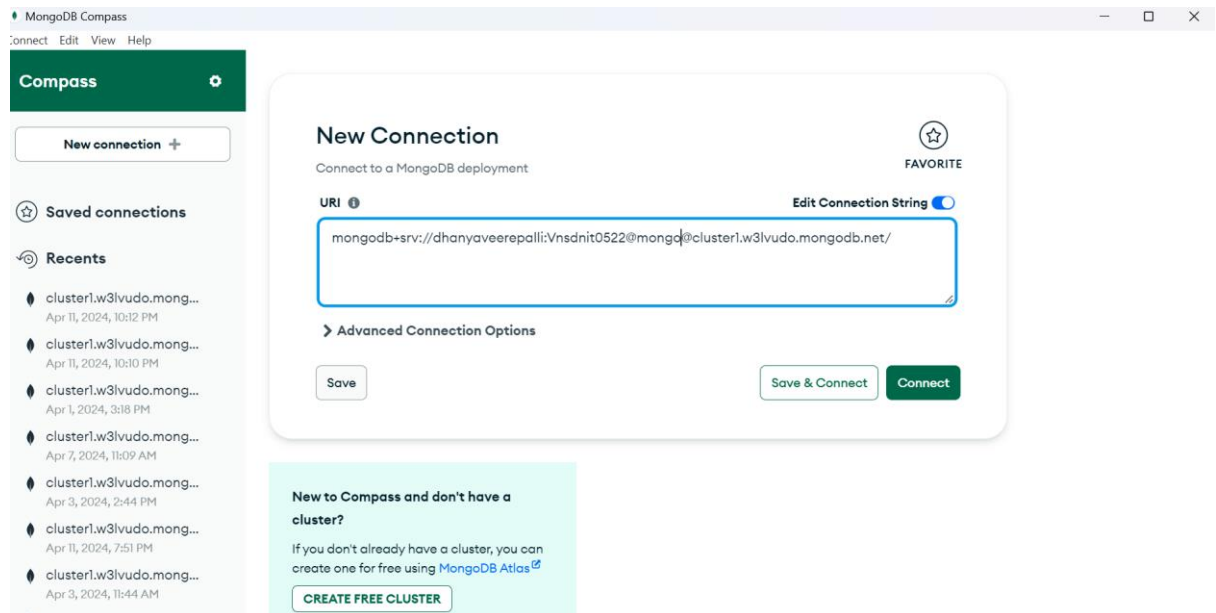 MongoDB Compass
Connect Edit View Help
Compass
New connection +
Saved connections
Recents
cluster1.w3lvudo.mong...
Apr 11, 2024, 10:12 PM
cluster1.w3lvudo.mong...
Apr 11, 2024, 10:10 PM
cluster1.w3lvudo.mong...
Apr 1, 2024, 3:18 PM
cluster1.w3lvudo.mong...
Apr 7, 2024, 11:09 AM
cluster1.w3lvudo.mong...
Apr 3, 2024, 2:44 PM
cluster1.w3lvudo.mong...
Apr 11, 2024, 7:51 PM
cluster1.w3lvudo.mong...
Apr 3, 2024, 11:44 AM
New Connection
FAVORITE
Connect to a MongoDB deployment
URI
Edit Connection String
mongodb+srv://dhanyaveerepalli:Vnsdnit0522@mongo@cluster1.w3lvudo.mongodb.net/
Advanced Connection Options
Save
Save & Connect
Connect
New to Compass and don't have a
cluster?
If you don't already have a cluster, you can
create one for free using MongoDB Atlas
CREATE FREE CLUSTER